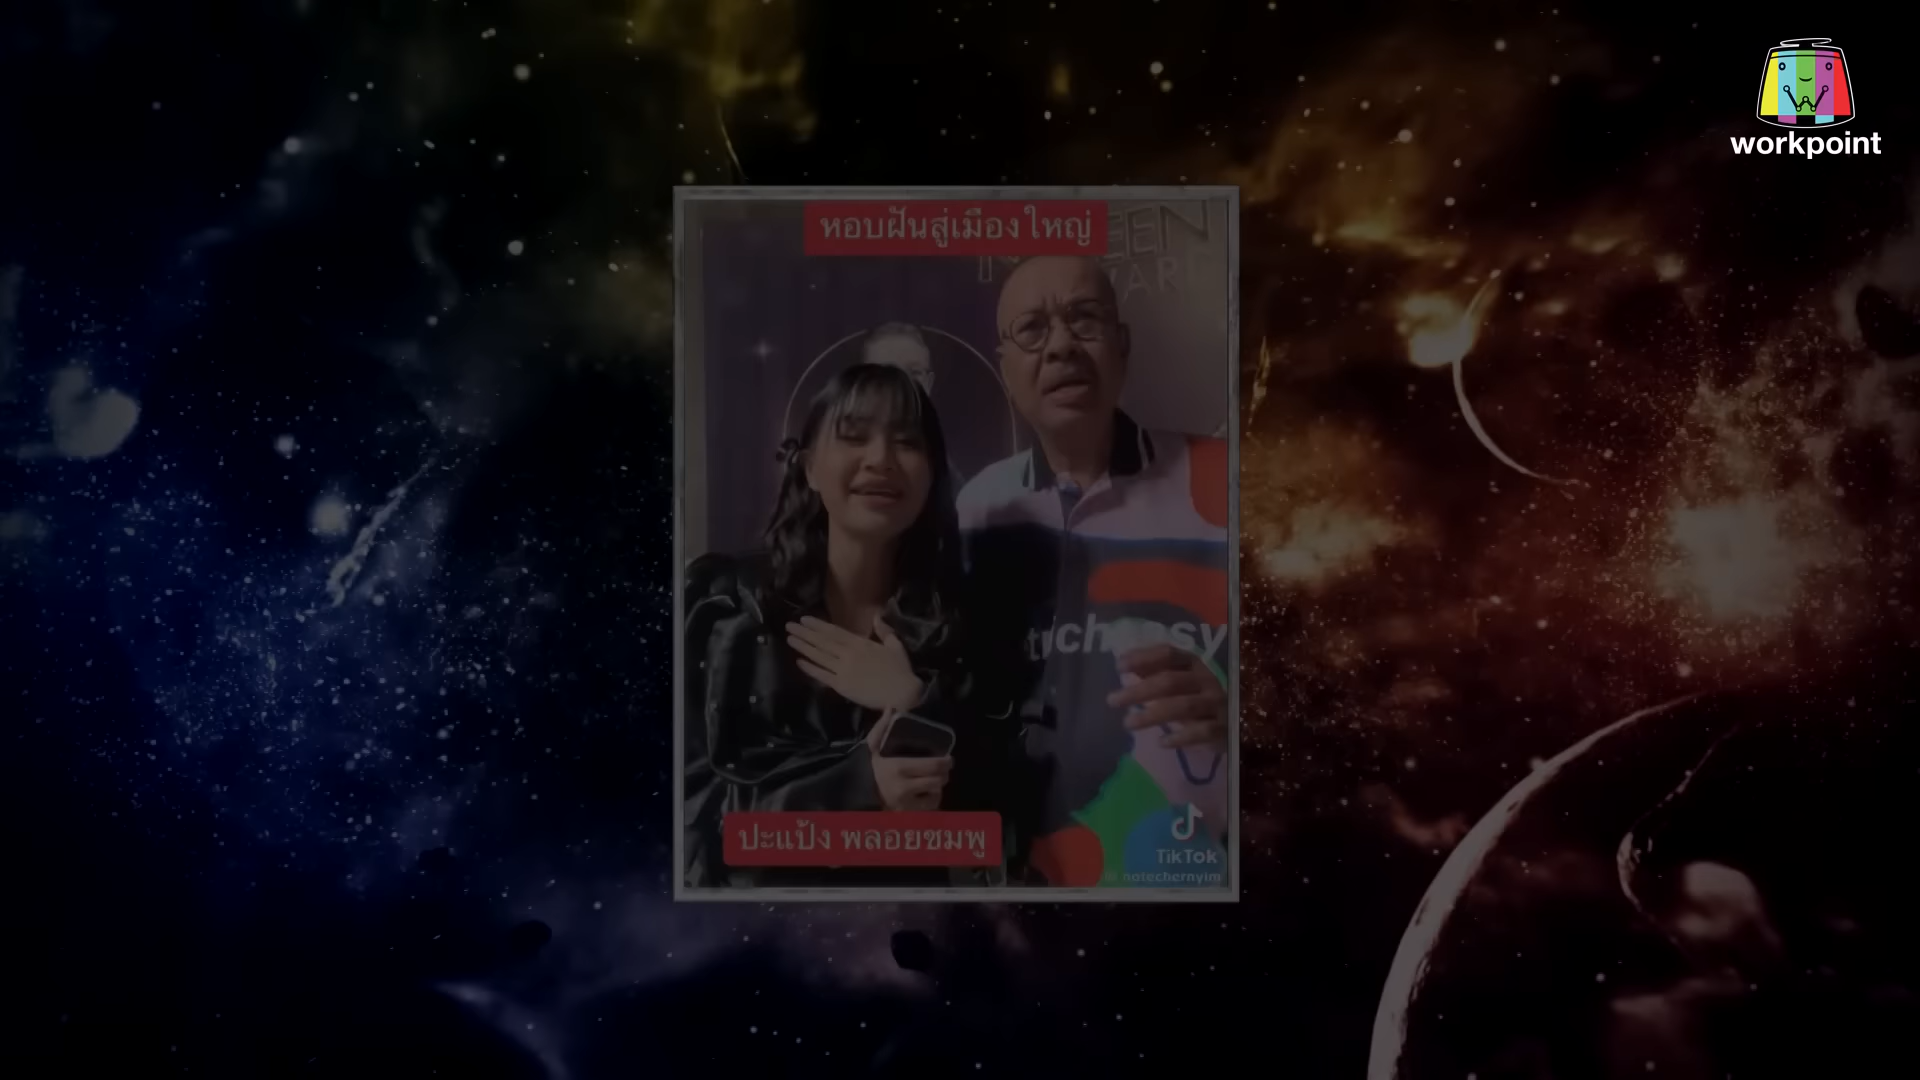 workpoint
หอบฝันสู่เมืองใหญ่
ปะแป้ง พลอยชมพู
TikTok
notechernyim